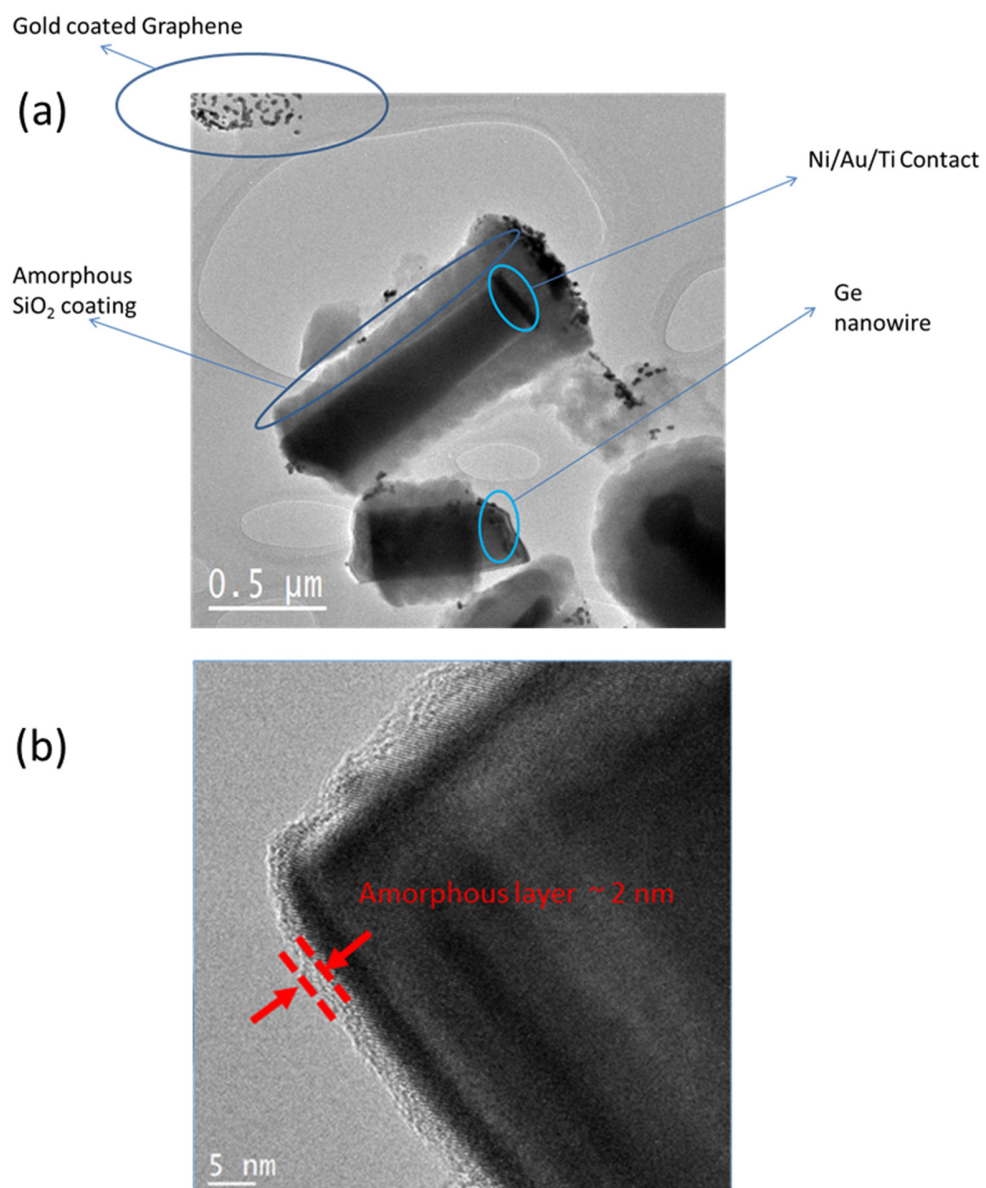 Gold coated Graphene
(a)
Ni/Au/Ti Contact
Amorphous
SiO₂ coating
Ge
nanowire
0.5 µm
(b)
Amorphous layer ~ 2 nm
5 nm